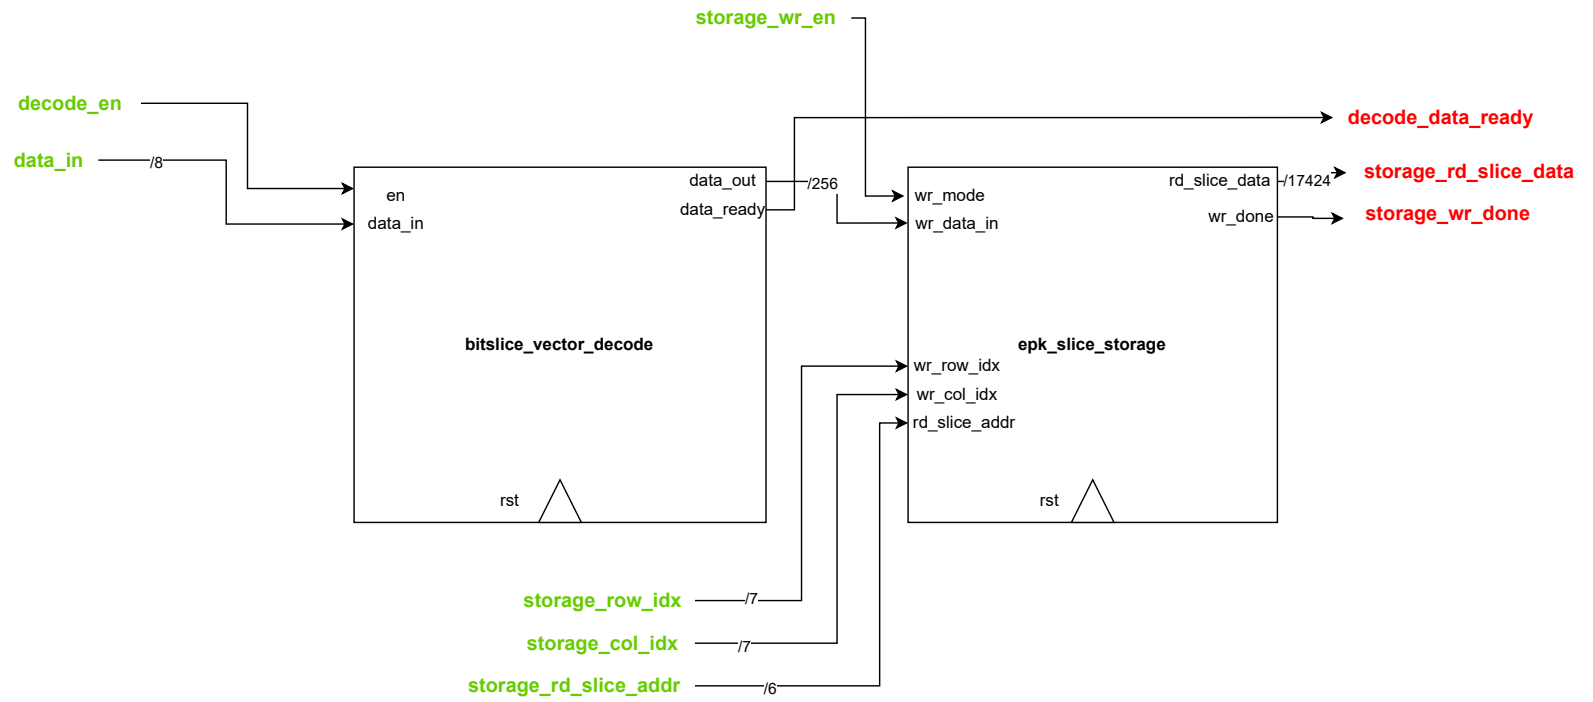 storage_wr_en
decode_en
decode_data_ready
data_in
/8
data_out
/256
rd_slice_data
/17424
storage_rd_slice_data
en
data_ready
wr_mode
wr_done
storage_wr_done
data_in
wr_data_in
bitslice_vector_decode
epk_slice_storage
wr_row_idx
wr_col_idx
rd_slice_addr
rst
rst
storage_row_idx
/7
storage_col_idx
/7
storage_rd_slice_addr
/6